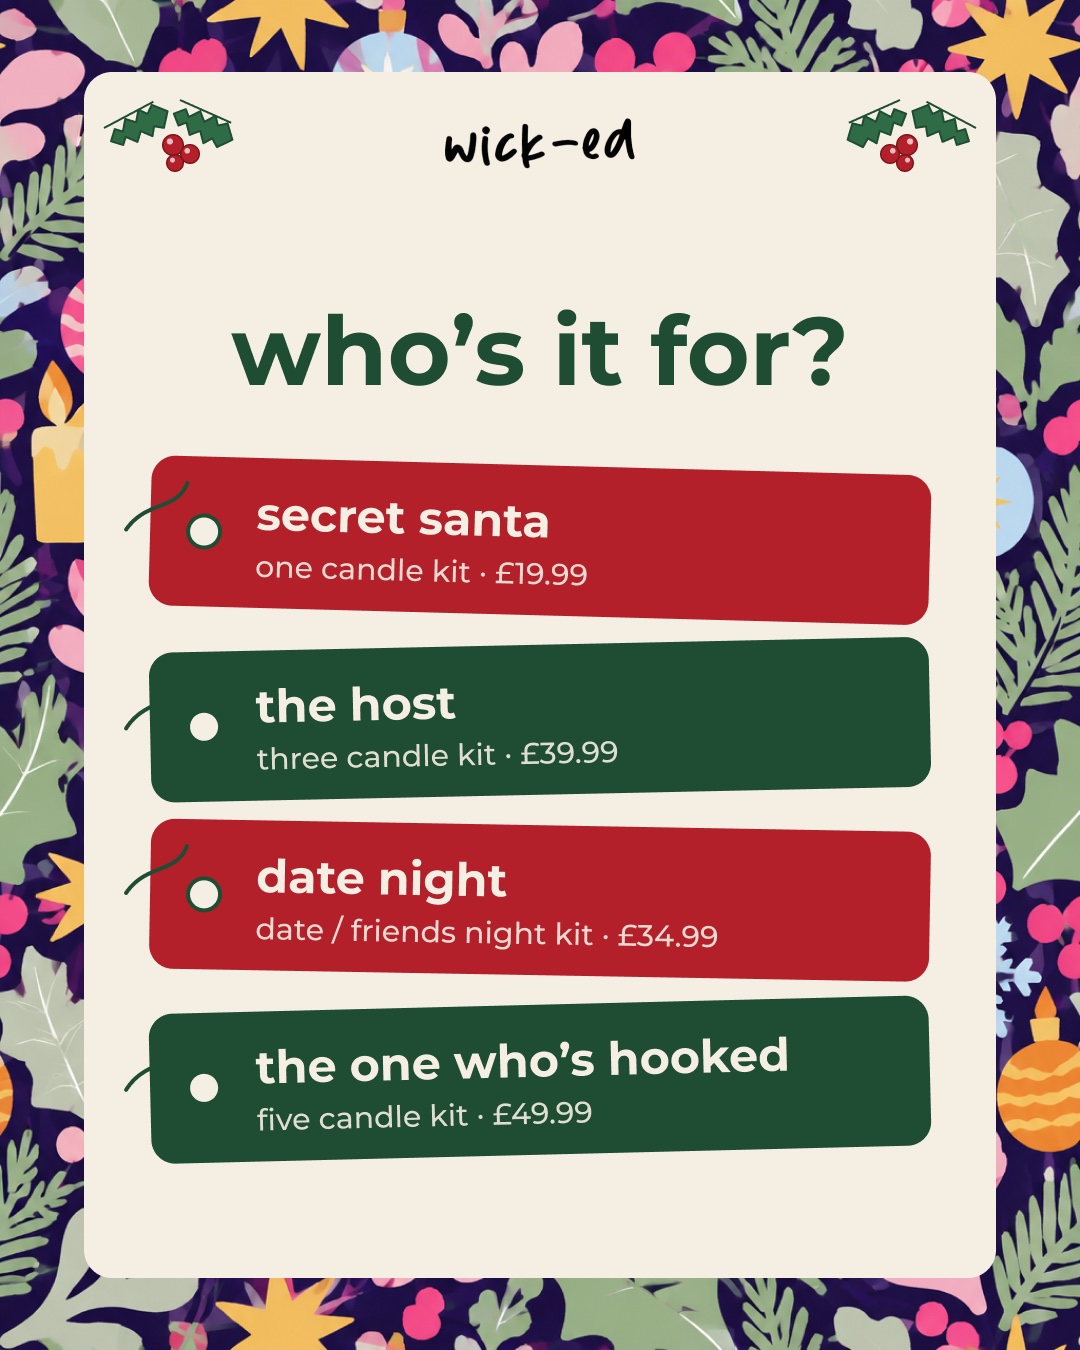 wick-ed
who’s it for?
secret santa
one candle kit · £19.99
the host
three candle kit · £39.99
date night
date / friends night kit · £34.99
the one who’s hooked
five candle kit · £49.99